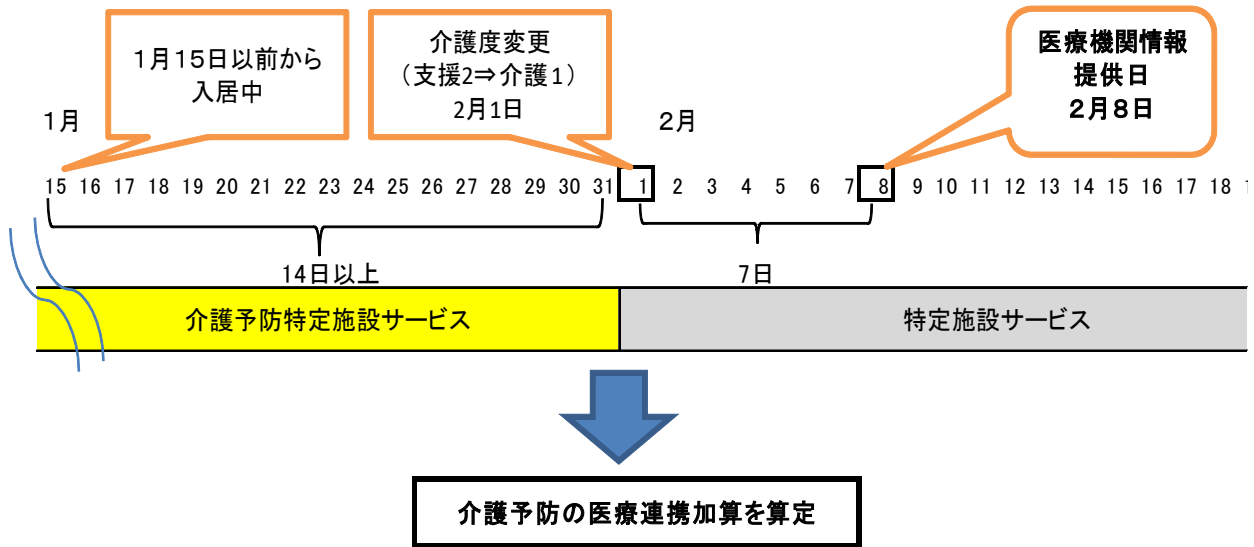 1月15日以前から
入居中
介護度変更
（支援2⇒介護1）
2月1日
医療機関情報
提供日
2月8日
1月
2月
15 16 17 18 19 20 21 22 23 24 25 26 27 28 29 30 31 1 2 3 4 5 6 7 8 9 10 11 12 13 14 15 16 17 18 1
14日以上
7日
介護予防特定施設サービス
特定施設サービス
介護予防の医療連携加算を算定